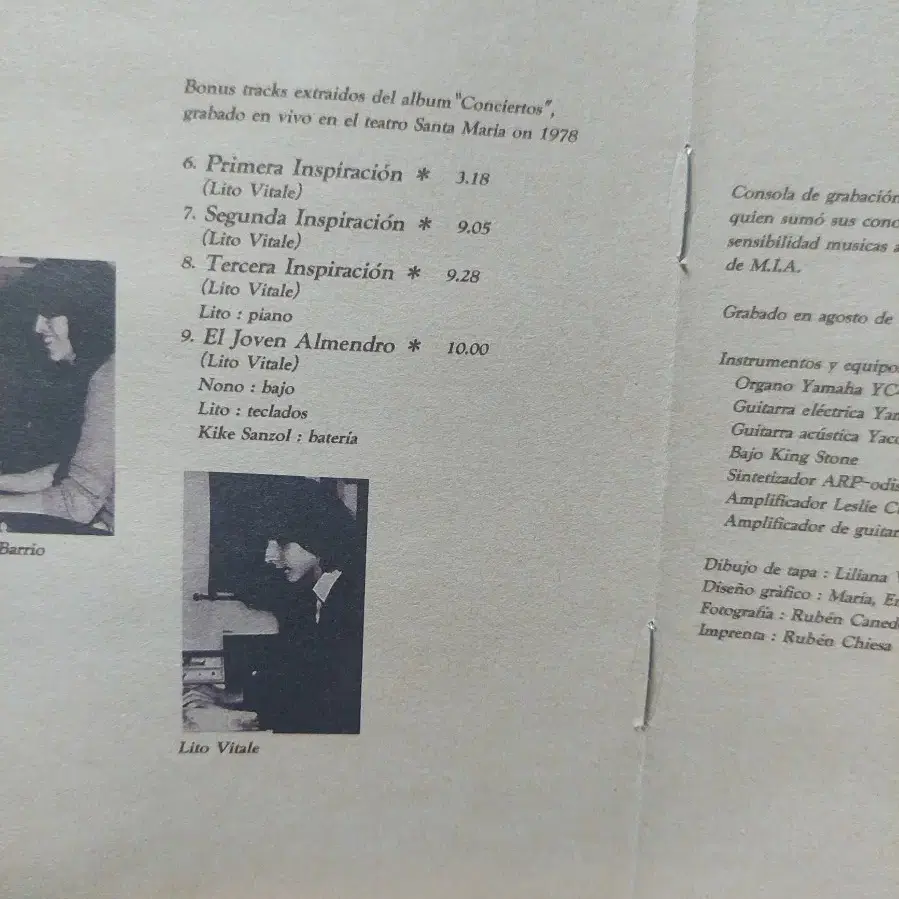 Bonus tracks extraidos del album "Conciertos",
grabado en vivo en el teatro Santa Maria on 1978
6. Primera Inspiración * 3.18
(Lito Vitale)
7. Segunda Inspiración * 9.05
(Lito Vitale)
8. Tercera Inspiración * 9.28
(Lito Vitale)
Lito : piano
9. El Joven Almendro * 10.00
(Lito Vitale)
Nono : bajo
Lito : teclados
Kike Sanzol : batería
Barrio
Lito Vitale
Consola de grabación
quien sumó sus
sensibilidad musicas
de M.I.A.
Grabado en agosto de
Instrumentos y
Organo Yamaha
Guitarra eléctrica
Guitarra acústica
Bajo King Stone
Sintetizador
Amplificador Leslie
Amplificador de
Dibujo de tapa : Liliana
Diseño gràfico : María,
Fotografía : Rubén
Imprenta : Rubén Chiesa